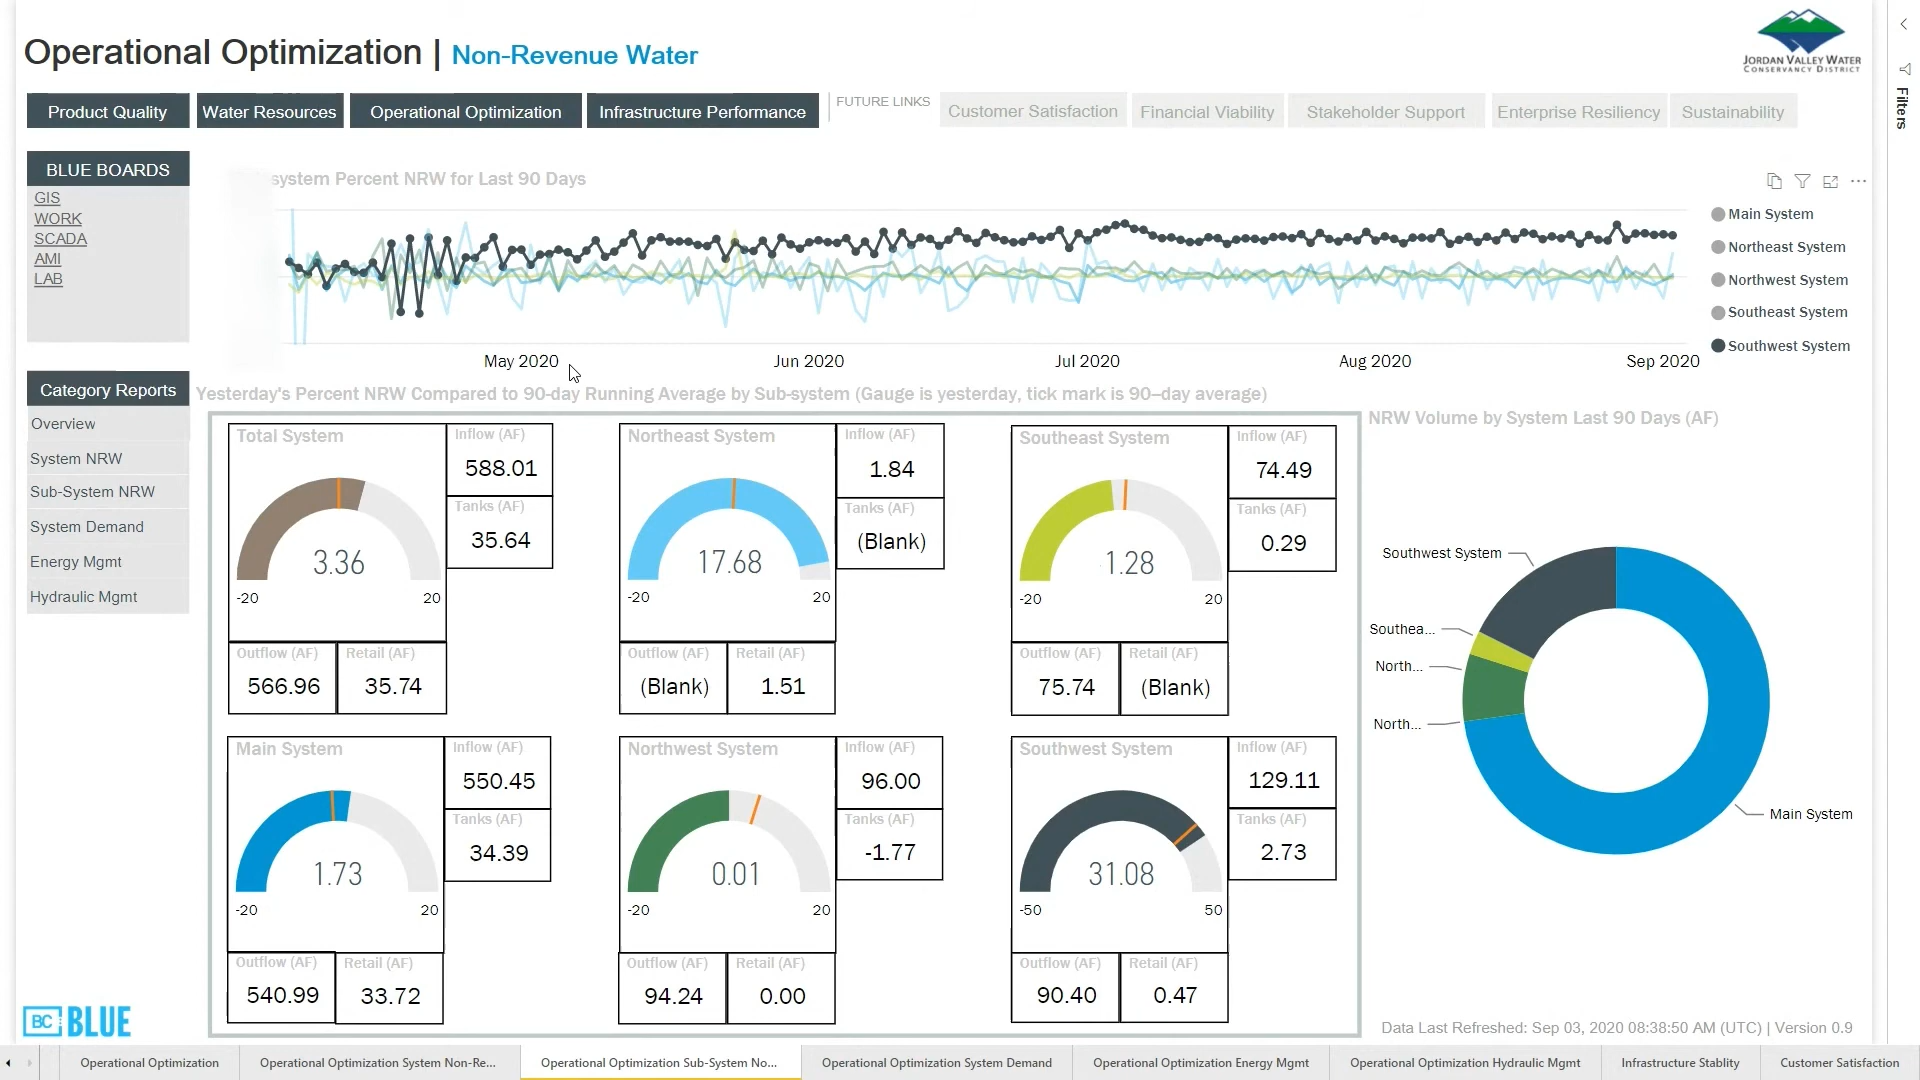 Operational Optimization | Non-Revenue Water
JORDAN VALLEY WATER
CONSERVANCY DISTRICT
Filters
Product Quality
Water Resources
Operational Optimization
Infrastructure Performance
FUTURE LINKS
Customer Satisfaction
Financial Viability
Stakeholder Support
Enterprise Resiliency
Sustainability
BLUE BOARDS
GIS
WORK
SCADA
AMI
LAB
system Percent NRW for Last 90 Days
Main System
Northeast System
Northwest System
Southeast System
Southwest System
May 2020
Jun 2020
Jul 2020
Aug 2020
Sep 2020
Category Reports
Overview
System NRW
Sub-System NRW
System Demand
Energy Mgmt
Hydraulic Mgmt
Yesterday's Percent NRW Compared to 90-day Running Average by Sub-system (Gauge is yesterday, tick mark is 90–day average)
Total System
3.36
-20
20
Inflow (AF)
588.01
Tanks (AF)
35.64
Outflow (AF)
566.96
Retail (AF)
35.74
Northeast System
17.68
-20
20
Inflow (AF)
1.84
Tanks (AF)
(Blank)
Outflow (AF)
(Blank)
Retail (AF)
1.51
Southeast System
1.28
-20
20
Inflow (AF)
74.49
Tanks (AF)
0.29
Outflow (AF)
75.74
Retail (AF)
(Blank)
Main System
1.73
-20
20
Inflow (AF)
550.45
Tanks (AF)
34.39
Outflow (AF)
540.99
Retail (AF)
33.72
Northwest System
0.01
-20
20
Inflow (AF)
96.00
Tanks (AF)
-1.77
Outflow (AF)
94.24
Retail (AF)
0.00
Southwest System
31.08
-50
50
Inflow (AF)
129.11
Tanks (AF)
2.73
Outflow (AF)
90.40
Retail (AF)
0.47
NRW Volume by System Last 90 Days (AF)
Southwest System
Southea...
North...
North...
Main System
BC BLUE
Data Last Refreshed: Sep 03, 2020 08:38:50 AM (UTC) | Version 0.9
Operational Optimization
Operational Optimization System Non-Re...
Operational Optimization Sub-System No...
Operational Optimization System Demand
Operational Optimization Energy Mgmt
Operational Optimization Hydraulic Mgmt
Infrastructure Stablity
Customer Satisfaction